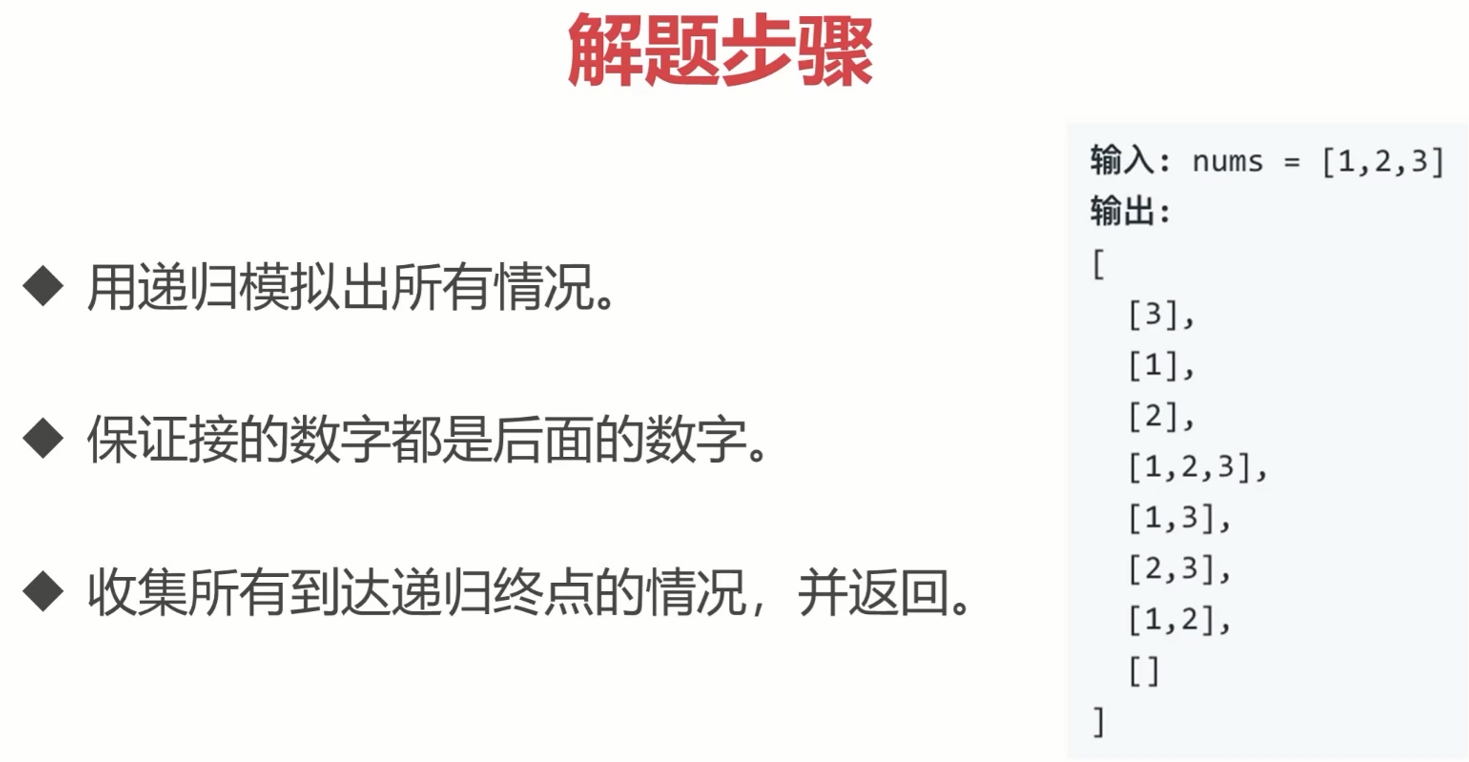 解题步骤
◆ 用递归模拟出所有情况。
◆ 保证接的数字都是后面的数字。
◆ 收集所有到达递归终点的情况，并返回。
输入: nums = [1,2,3]
输出:
[
  [3],
  [1],
  [2],
  [1,2,3],
  [1,3],
  [2,3],
  [1,2],
  []
]